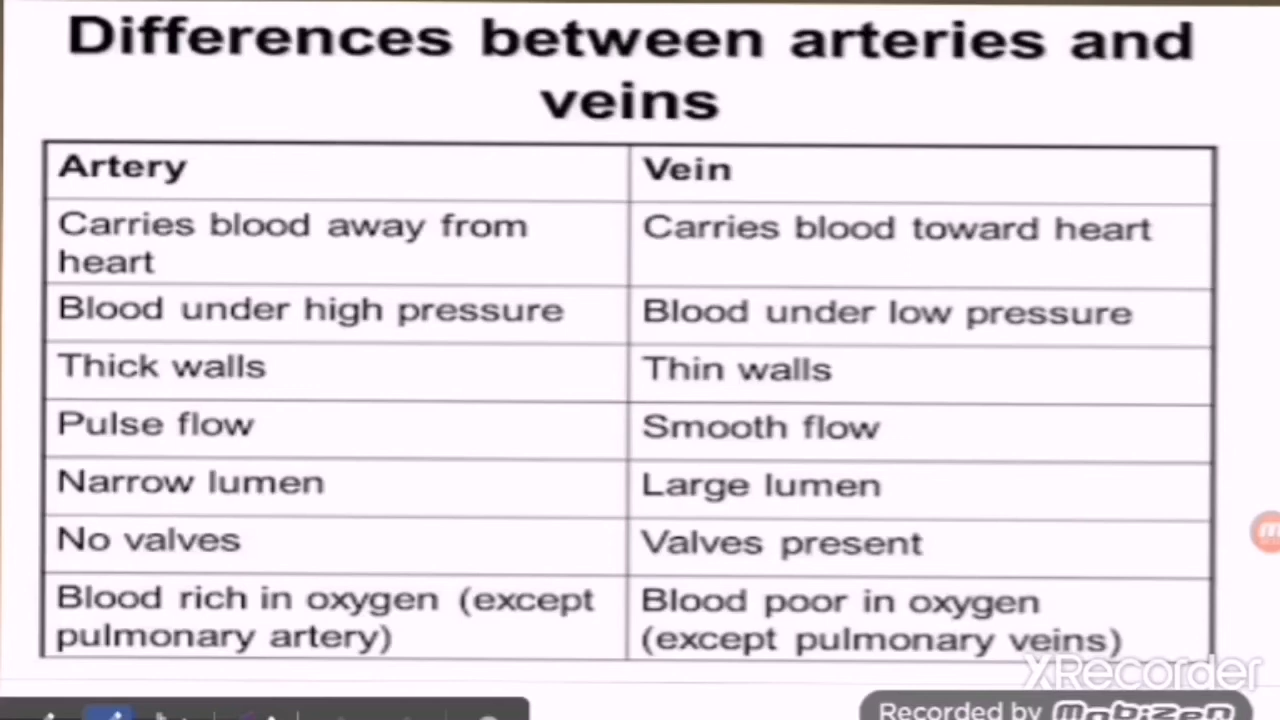 Differences between arteries and
veins
Artery
Vein
Carries blood away from
heart
Carries blood toward heart
Blood under high pressure
Blood under low pressure
Thick walls
Thin walls
Pulse flow
Smooth flow
Narrow lumen
Large lumen
No valves
Valves present
Blood rich in oxygen (except
pulmonary artery)
Blood poor in oxygen
(except pulmonary veins)
XRecorder
Recorded by mobizen